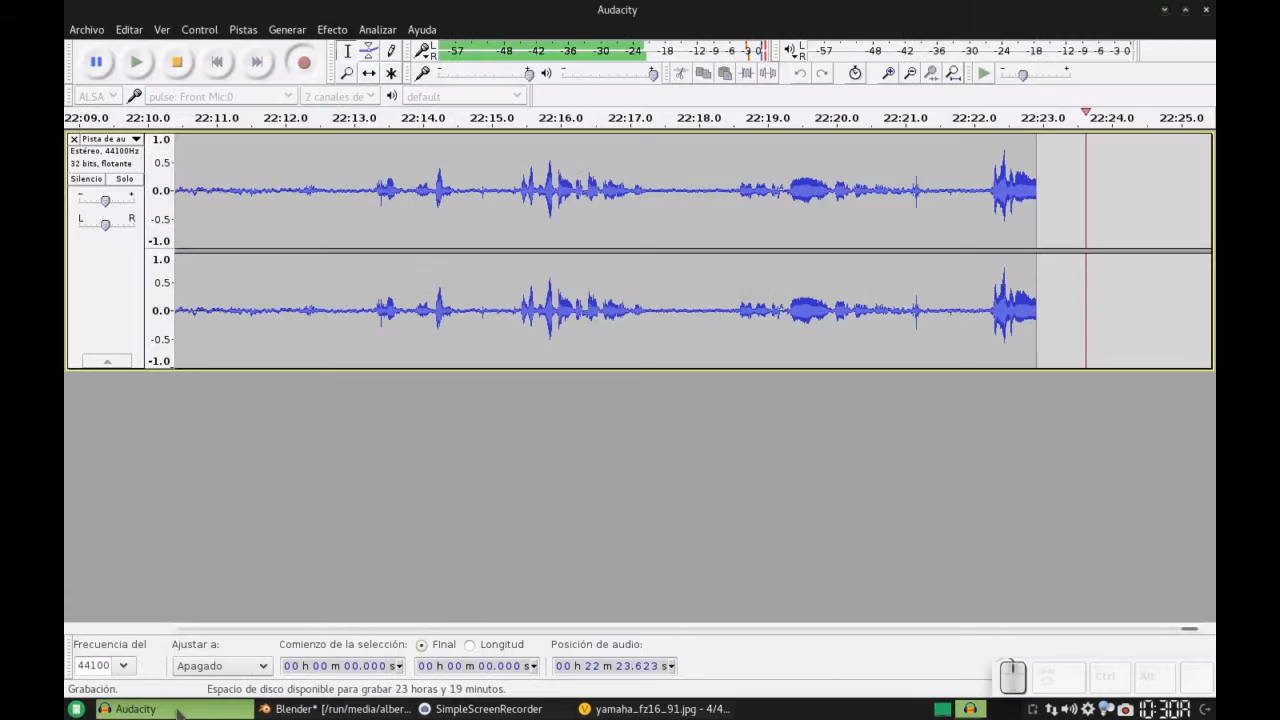 Audacity
Archivo Editar Ver Control Pistas Generar Efecto Analizar Ayuda
L R -57 -48 -42 -36 -30 -24 -18 -12 -9 -6 -3 0 L R -57 -48 -42 -36 -30 -24 -18 -12 -9 -6 -3 0
- + - + - +
ALSA pulse: Front Mic:0 2 canales de default
22:09.0 22:10.0 22:11.0 22:12.0 22:13.0 22:14.0 22:15.0 22:16.0 22:17.0 22:18.0 22:19.0 22:20.0 22:21.0 22:22.0 22:23.0 22:24.0 22:25.0
Pista de au 1.0
Estéreo, 44100Hz
32 bits, flotante 0.5
Silencio Solo
- + 0.0
L R -0.5
-1.0
1.0
0.5
0.0
-0.5
-1.0
Frecuencia del Ajustar a: Comienzo de la selección: FInal Longitud Posición de audio:
44100 Apagado 00 h 00 m 00.000 s 00 h 00 m 00.000 s 00 h 22 m 23.623 s
Grabación. Espacio de disco disponible para grabar 23 horas y 19 minutos.
Ctrl Alt
Audacity Blender* [/run/media/alber... SimpleScreenRecorder yamaha_fz16_91.jpg - 4/4... 10:30A